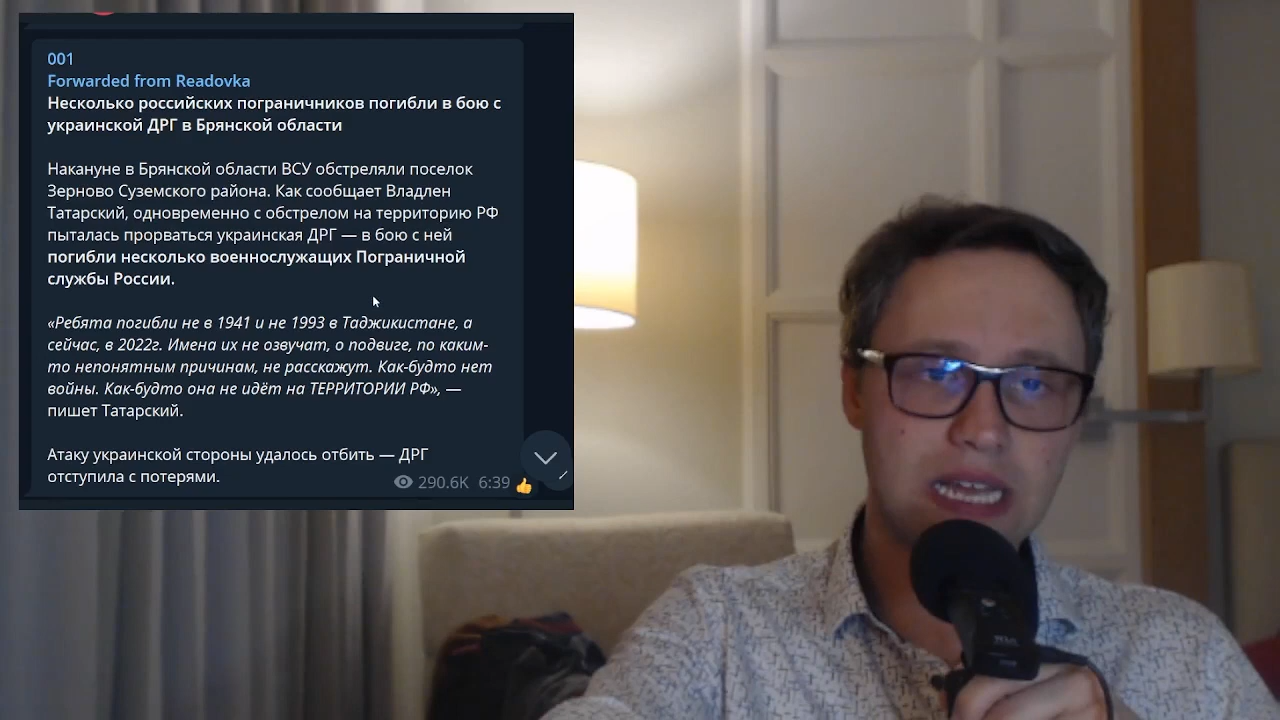 001
Forwarded from Readovka
Несколько российских пограничников погибли в бою с
украинской ДРГ в Брянской области
Накануне в Брянской области ВСУ обстреляли поселок
Зерново Суземского района. Как сообщает Владлен
Татарский, одновременно с обстрелом на территорию РФ
пыталась прорваться украинская ДРГ — в бою с ней
погибли несколько военнослужащих Пограничной
службы России.
«Ребята погибли не в 1941 и не 1993 в Таджикистане, а
сейчас, в 2022г. Имена их не озвучат, о подвиге, по каким-
то непонятным причинам, не расскажут. Как-будто нет
войны. Как-будто она не идёт на ТЕРРИТОРИИ РФ», —
пишет Татарский.
Атаку украинской стороны удалось отбить — ДРГ
отступила с потерями.
290.6K 6:39